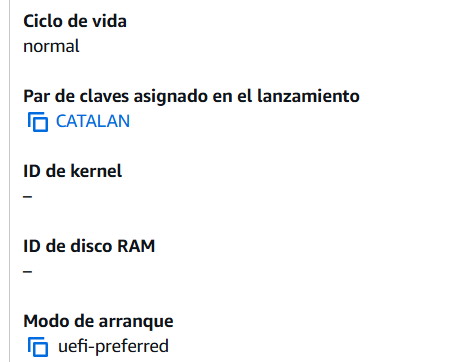 Ciclo de vida
normal
Par de claves asignado en el lanzamiento
CATALAN
ID de kernel
–
ID de disco RAM
–
Modo de arranque
uefi-preferred